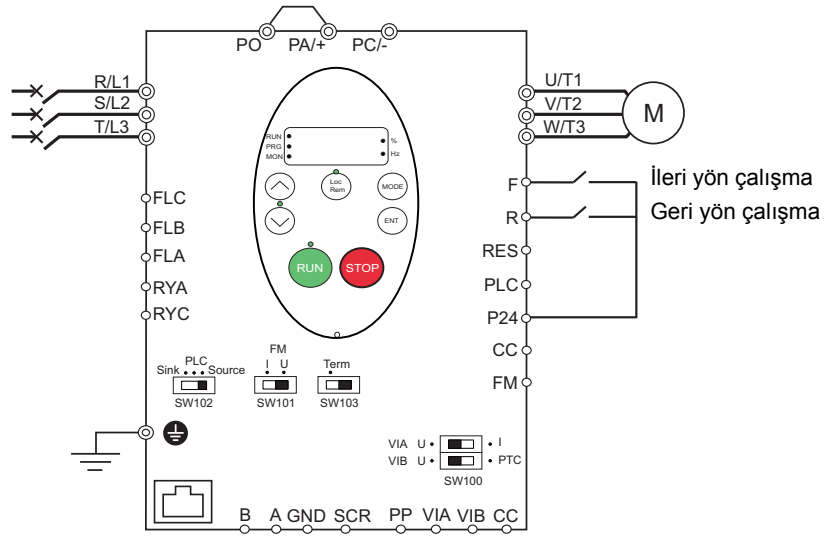 PO PA/+ PC/-
R/L1
S/L2
T/L3
U/T1
V/T2
W/T3
M
RUN
PRG
MON
%
Hz
Loc
Rem
MODE
ENT
RUN
STOP
FLC
FLB
FLA
RYA
RYC
F
İleri yön çalışma
R
Geri yön çalışma
RES
PLC
P24
CC
FM
PLC
Sink Source
SW102
FM
I U
SW101
Term
SW103
VIA U I
VIB U PTC
SW100
B A GND SCR PP VIA VIB CC